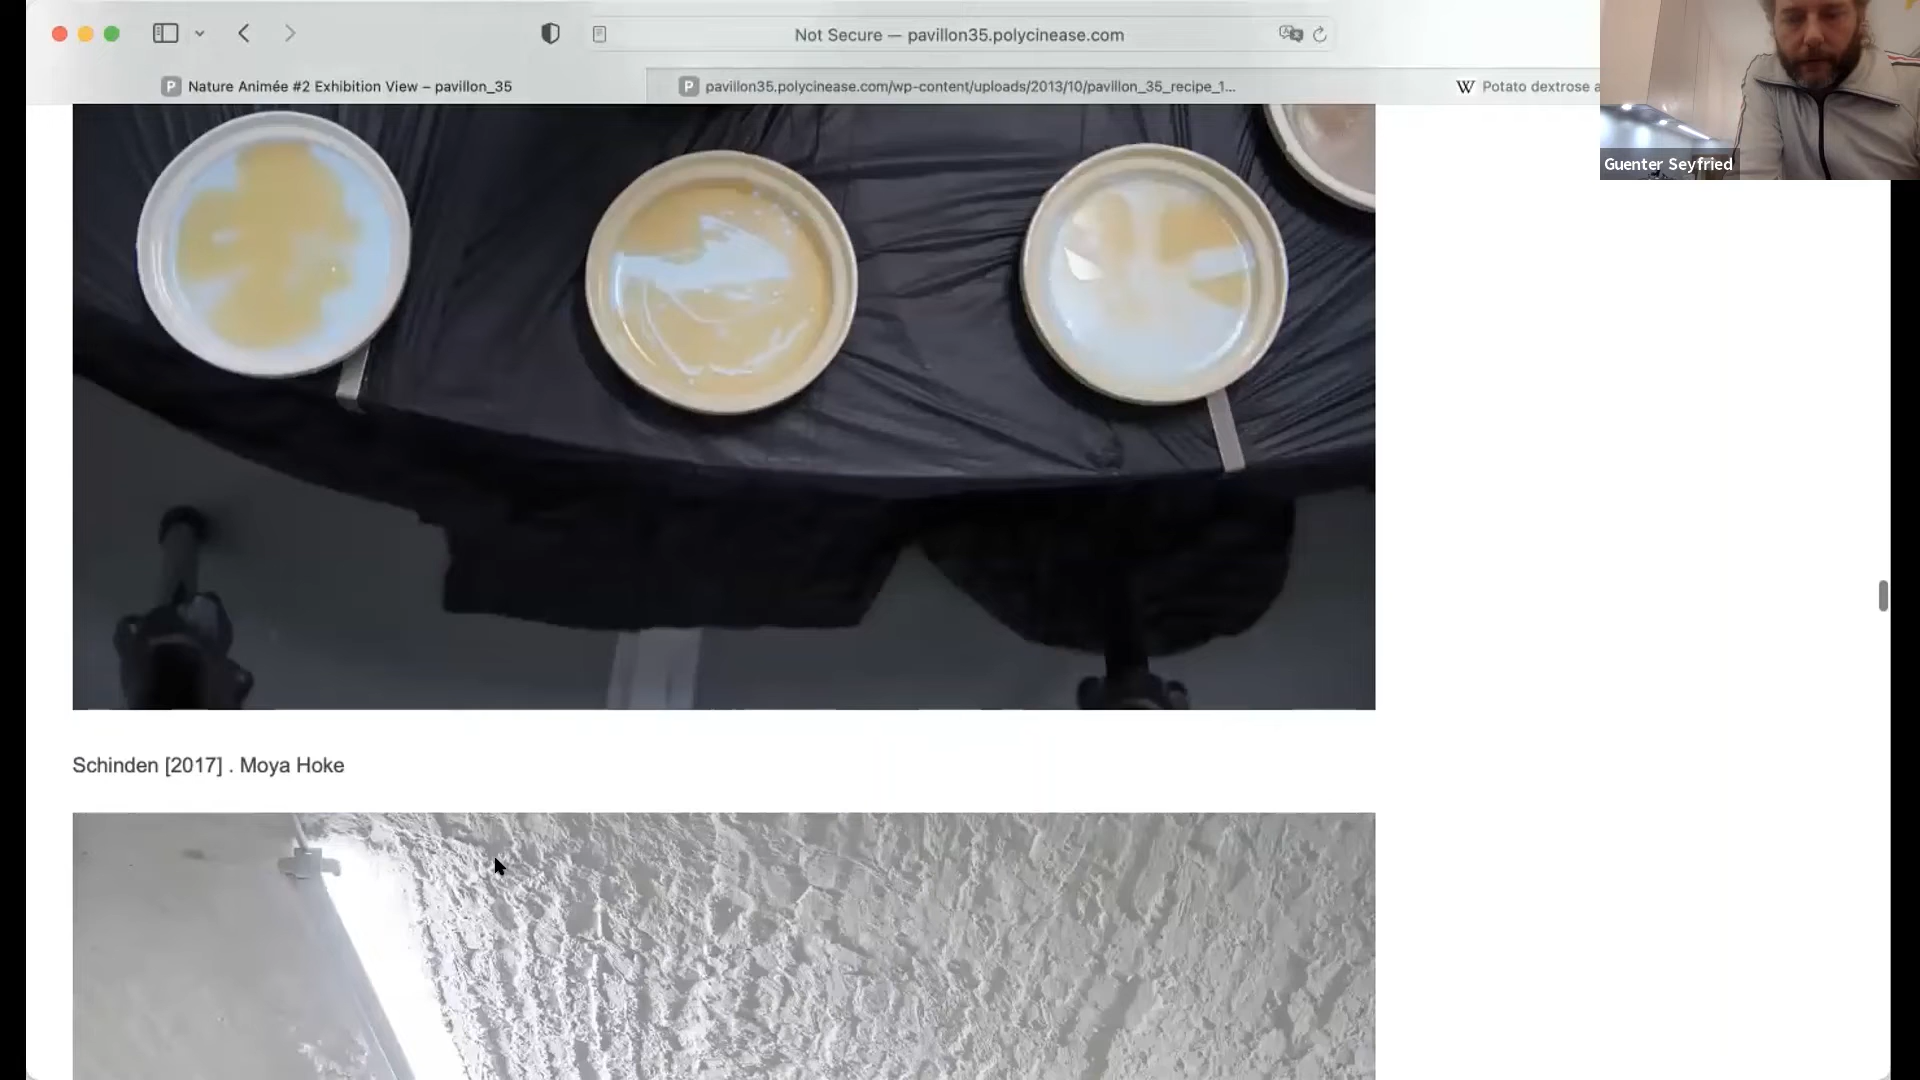 Not Secure — pavillon35.polycinease.com
Nature Animée #2 Exhibition View – pavillon_35
pavillon35.polycinease.com/wp-content/uploads/2013/10/pavillon_35_recipe_1...
Potato dextrose a
Guenter Seyfried
Schinden [2017] . Moya Hoke